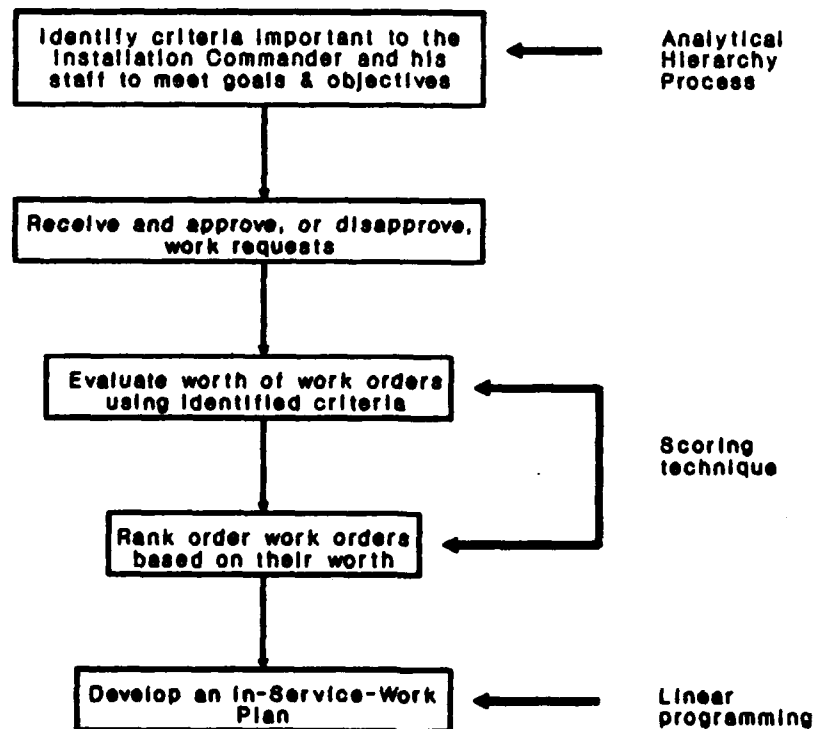 Identify criteria important to the
Installation Commander and his
staff to meet goals & objectives
Analytical
Hierarchy
Process
Receive and approve, or disapprove,
work requests
Evaluate worth of work orders
using identified criteria
Scoring
technique
Rank order work orders
based on their worth
Develop an In-Service-Work
Plan
Linear
programming